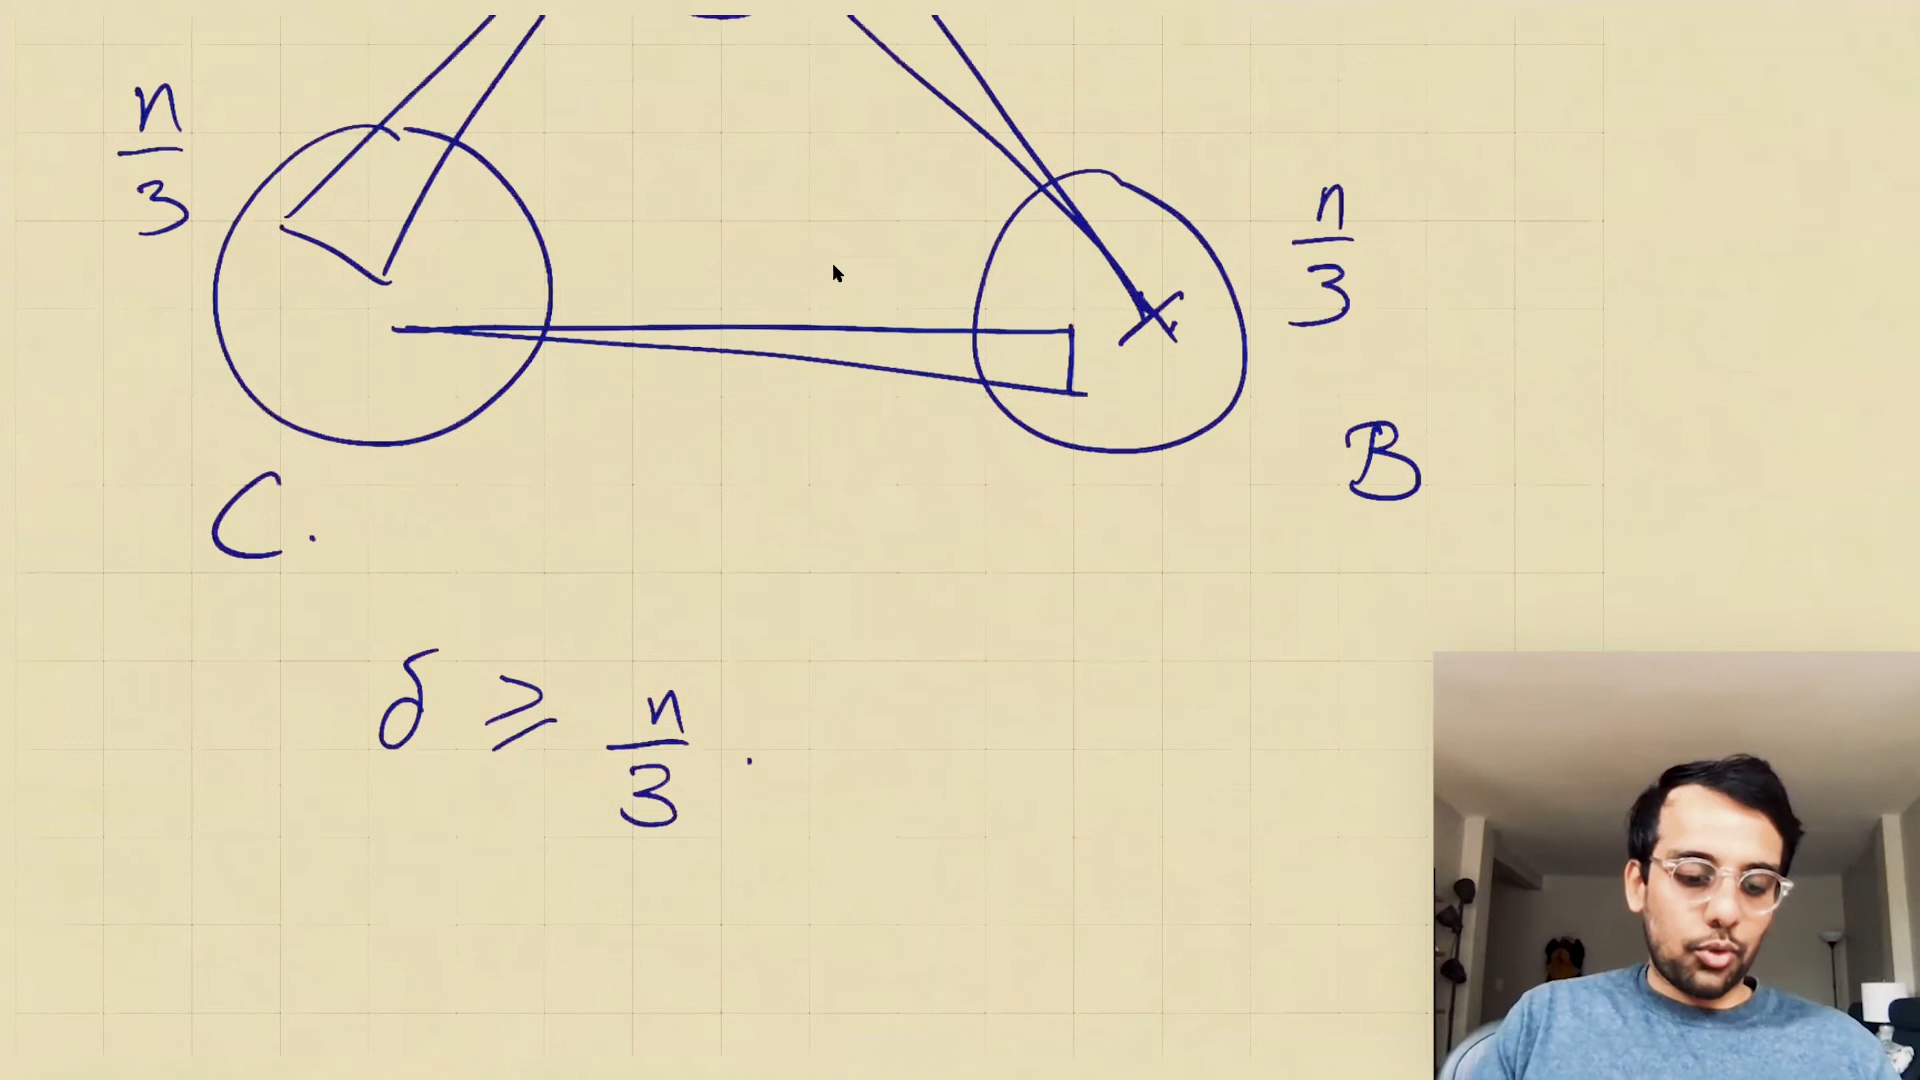 n/3
n/3
B
C.
δ ≥ n/3 .